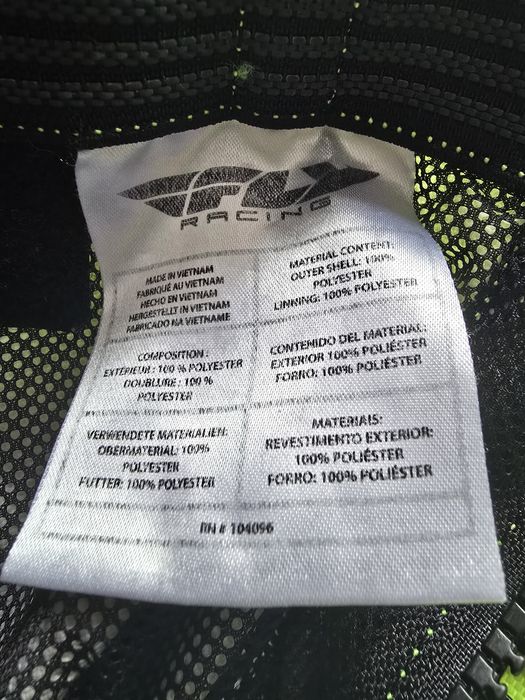 FLY
RACING
MADE IN VIETNAM
FABRIQUÉ AU VIETNAM
HECHO EN VIETNAM
HERGESTELLT IN VIETNAM
FABRICADO NA VIETNAME
MATERIAL CONTENT:
OUTER SHELL: 100%
POLYESTER
LINNING: 100% POLYESTER
COMPOSITION :
EXTÉRIEUR : 100 % POLYESTER
DOUBLURE : 100 %
POLYESTER
CONTENIDO DEL MATERIAL:
EXTERIOR 100% POLIÉSTER
FORRO: 100% POLIÉSTER
VERWENDETE MATERIALIEN:
OBERMATERIAL: 100%
POLYESTER
FUTTER: 100% POLYESTER
MATERIAIS:
REVESTIMENTO EXTERIOR:
100% POLIÉSTER
FORRO: 100% POLIÉSTER
RN # 104096